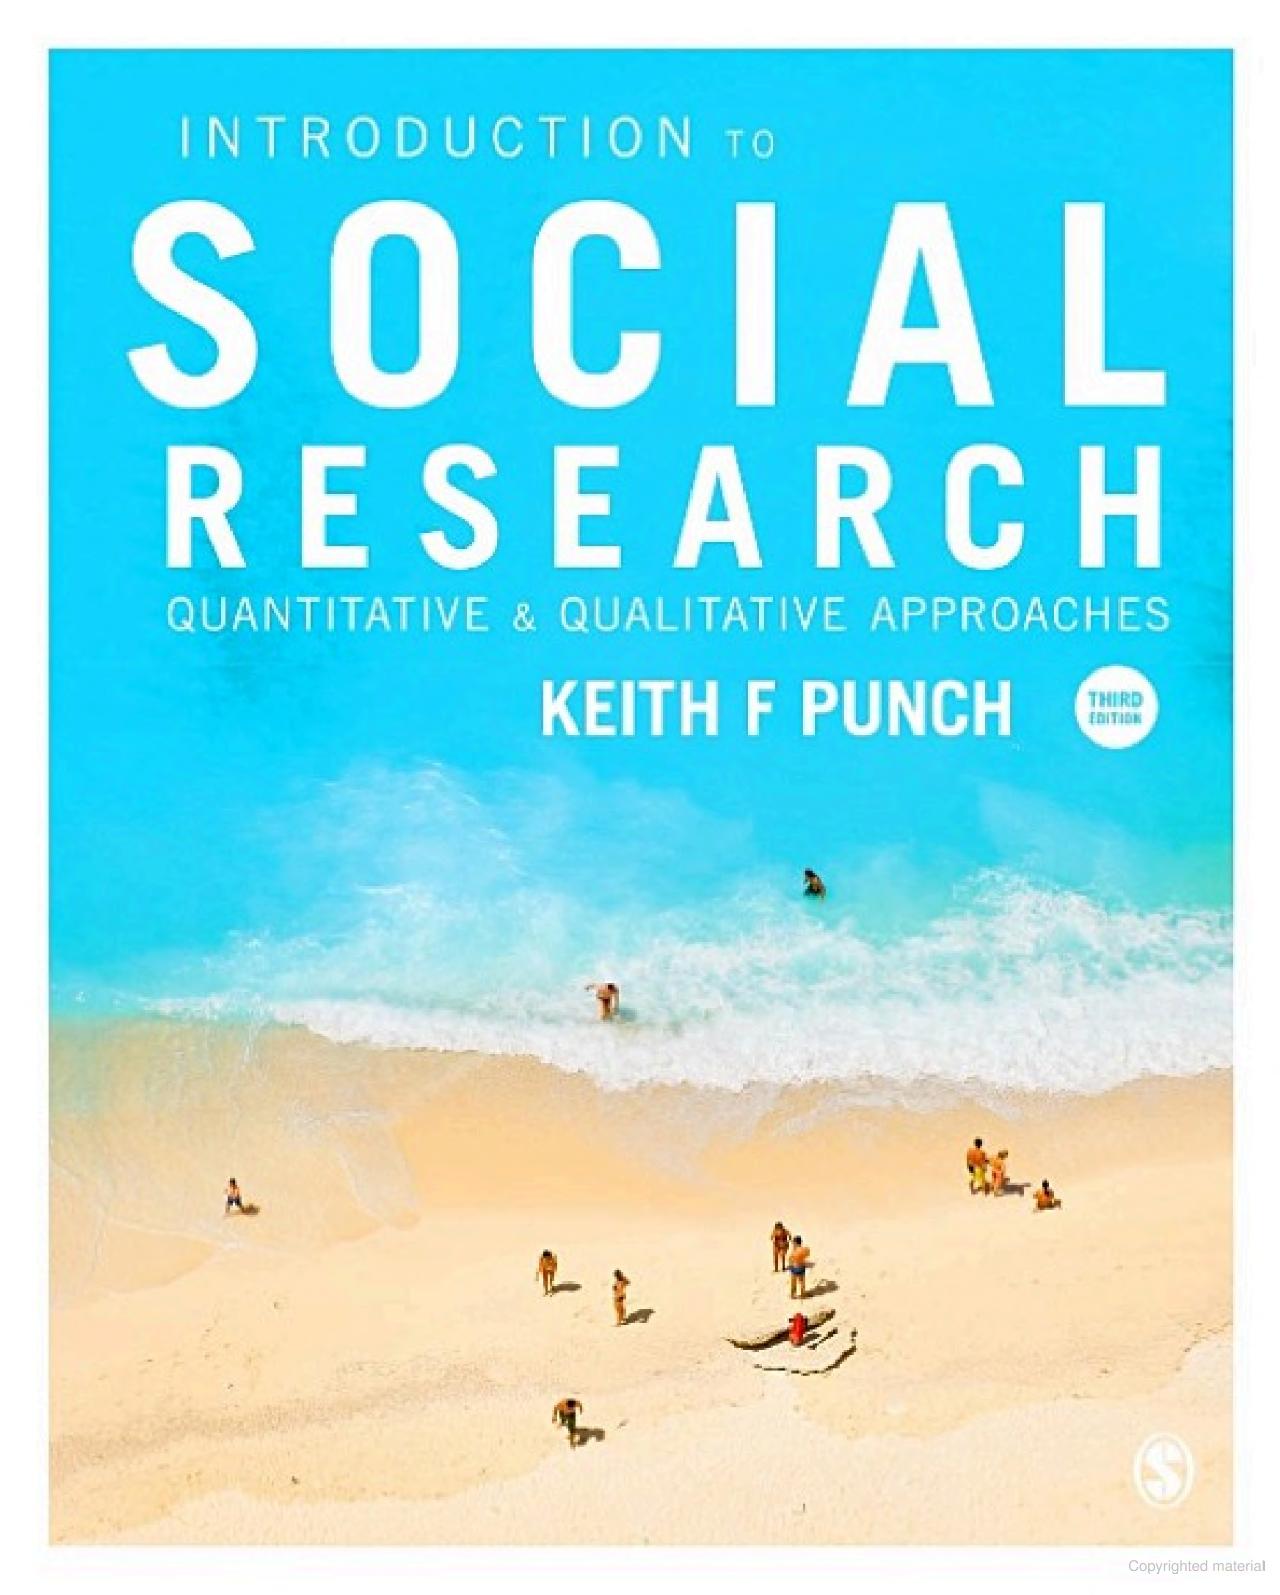 INTRODUCTION TO
SOCIAL
RESEARCH
QUANTITATIVE & QUALITATIVE APPROACHES
KEITH F PUNCH
THIRD
EDITION
S
Copyrighted material